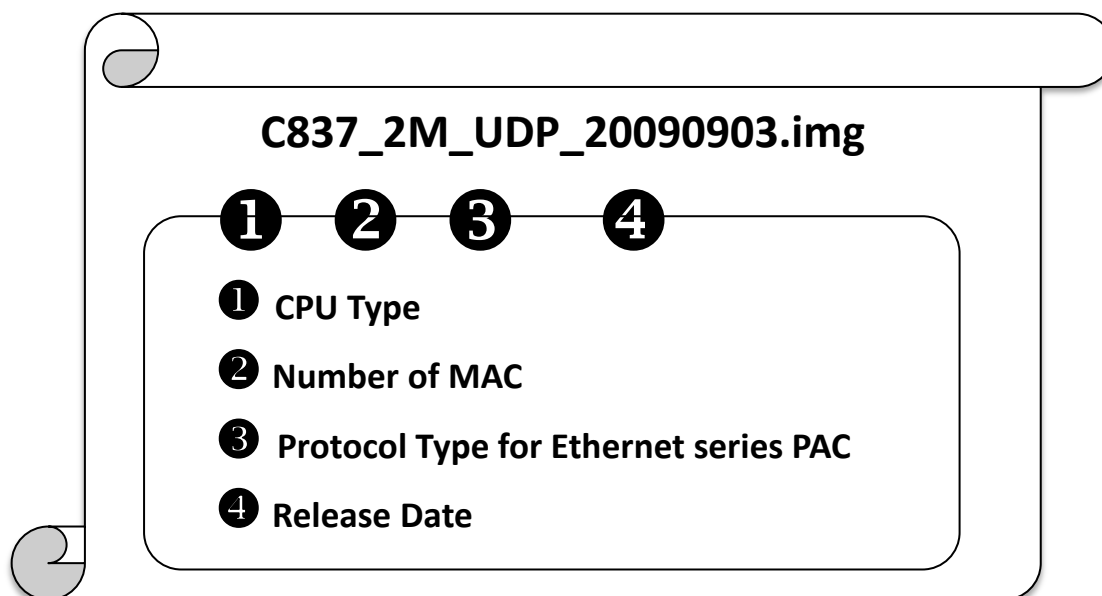 C837_2M_UDP_20090903.img
❶ ❷ ❸ ❹
❶ CPU Type
❷ Number of MAC
❸ Protocol Type for Ethernet series PAC
❹ Release Date